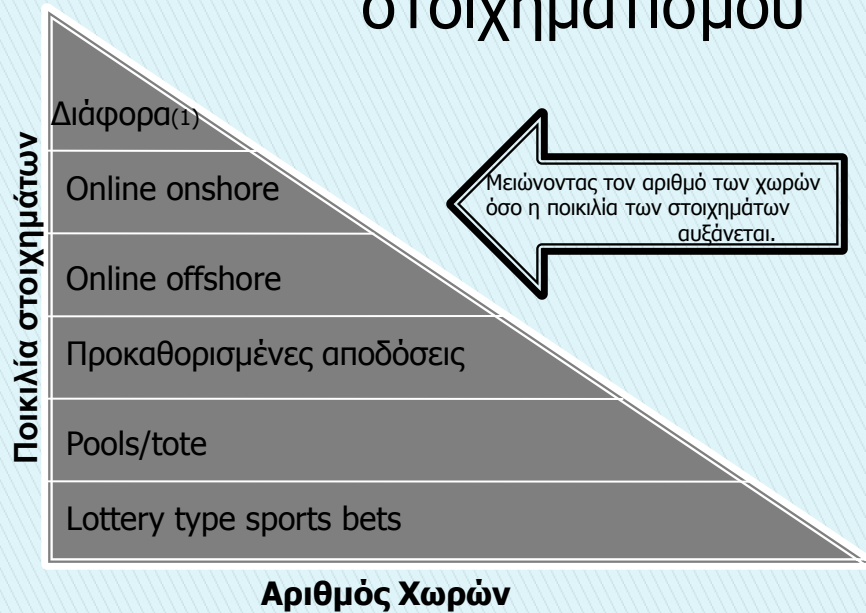 στοιχηματισμού
Ποικιλία στοιχημάτων
Διάφορα(1)
Online onshore
Online offshore
Προκαθορισμένες αποδόσεις
Pools/tote
Lottery type sports bets
Μειώνοντας τον αριθμό των χωρών
όσο η ποικιλία των στοιχημάτων
αυξάνεται.
Αριθμός Χωρών